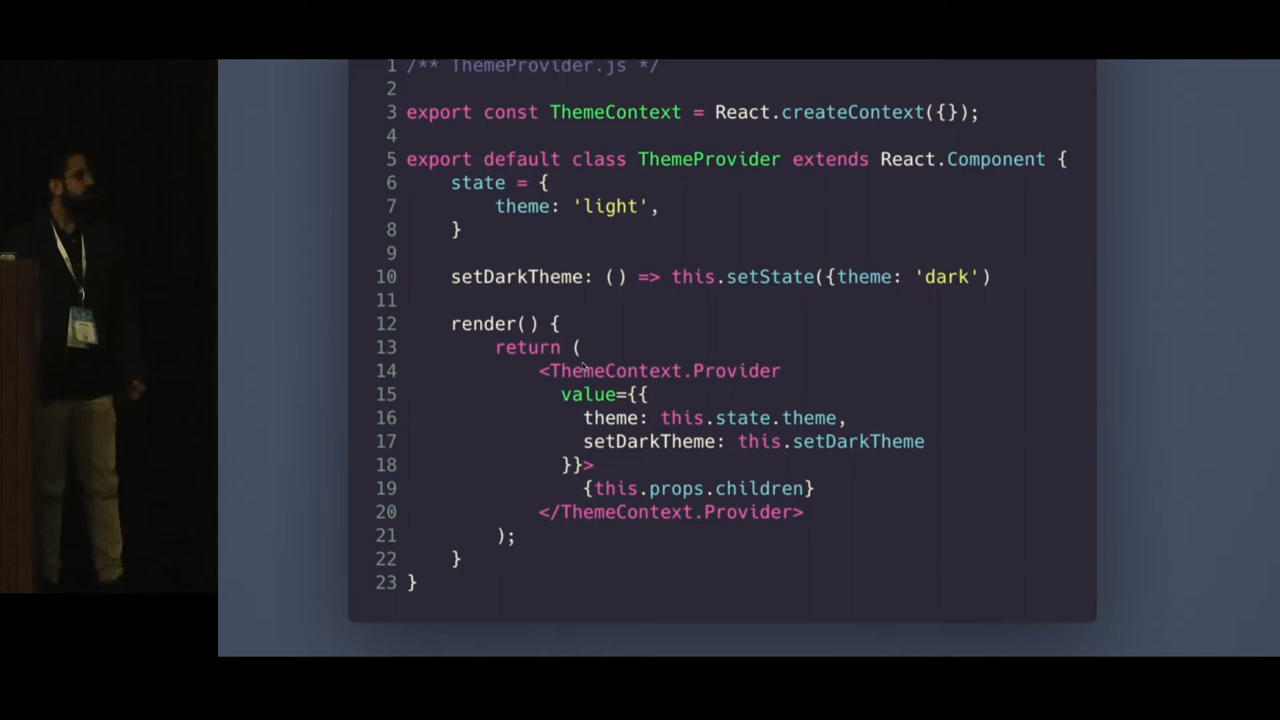 1 /** ThemeProvider.js */
2
3 export const ThemeContext = React.createContext({});
4
5 export default class ThemeProvider extends React.Component {
6 state = {
7 theme: 'light',
8 }
9
10 setDarkTheme: () => this.setState({theme: 'dark')
11
12 render() {
13 return (
14 <ThemeContext.Provider
15 value={{
16 theme: this.state.theme,
17 setDarkTheme: this.setDarkTheme
18 }}>
19 {this.props.children}
20 </ThemeContext.Provider>
21 );
22 }
23 }